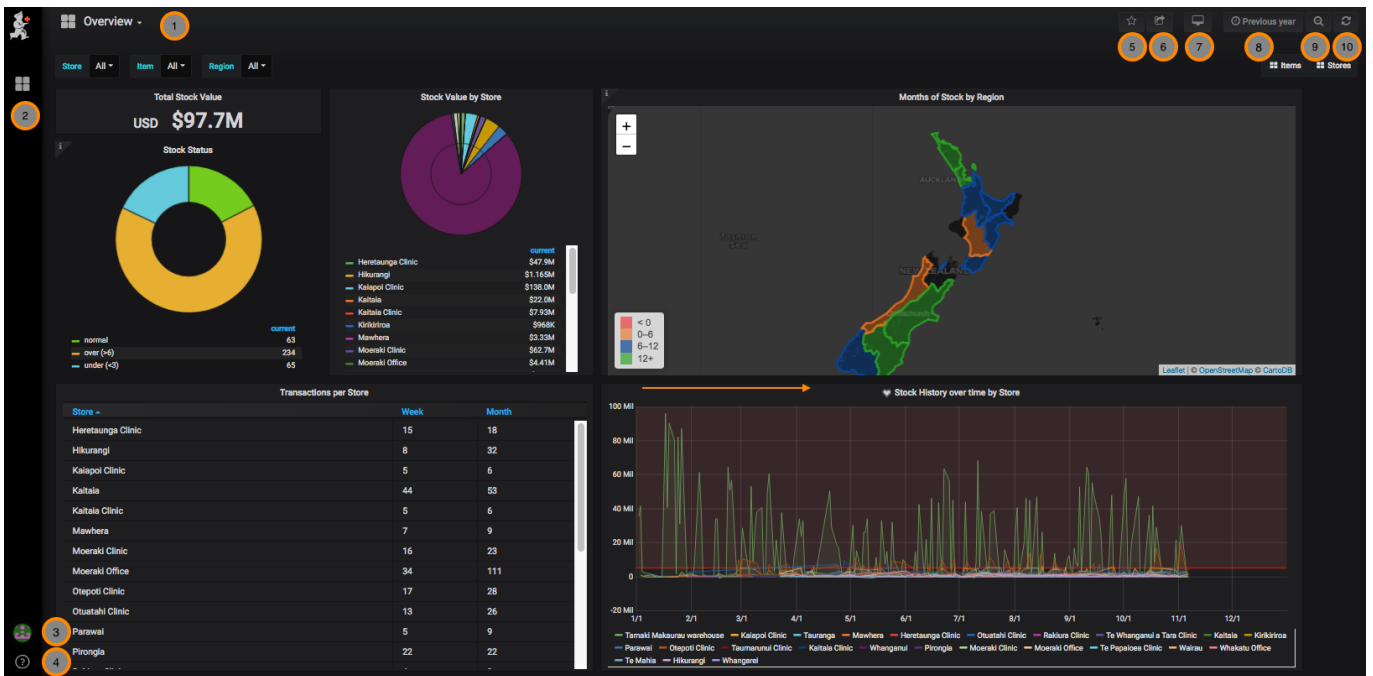 Overview
1
5
6
7
Previous year
8
9
10
Store All Item All Region All
Items Stores
2
Total Stock Value
USD $97.7M
Stock Status
current
normal 63
over (>6) 234
under (<3) 65
Stock Value by Store
current
Heretaunga Clinic $47.9M
Hikurangi $1.165M
Kaiapoi Clinic $138.0M
Kaitaia $22.0M
Kaitaia Clinic $7.93M
Kirikiriroa $968K
Mawhera $3.33M
Moeraki Clinic $62.7M
Moeraki Office $4.41M
Months of Stock by Region
+
−
AUCKLAND
Tasman
Sea
NEW ZEALAND
< 0
0–6
6–12
12+
Leaflet | © OpenStreetMap © CartoDB
Transactions per Store
Store Week Month
Heretaunga Clinic 15 18
Hikurangi 8 32
Kaiapoi Clinic 5 6
Kaitaia 44 53
Kaitaia Clinic 5 6
Mawhera 7 9
Moeraki Clinic 16 23
Moeraki Office 34 111
Otepoti Clinic 17 28
Otuatahi Clinic 13 26
Parawai 5 9
Pirongia 22 22
3
4
?
Stock History over time by Store
100 Mil
80 Mil
60 Mil
40 Mil
20 Mil
0
-20 Mil
1/1 2/1 3/1 4/1 5/1 6/1 7/1 8/1 9/1 10/1 11/1 12/1
Tamaki Makaurau warehouse Kaiapoi Clinic Tauranga Mawhera Heretaunga Clinic Otuatahi Clinic Rakiura Clinic Te Whanganui a Tara Clinic Kaitaia Kirikiriroa
Parawai Otepoti Clinic Taumarunui Clinic Kaitaia Clinic Whanganui Pirongia Moeraki Clinic Moeraki Office Te Papaioea Clinic Wairau Whakatu Office
Te Mahia Hikurangi Whangarei